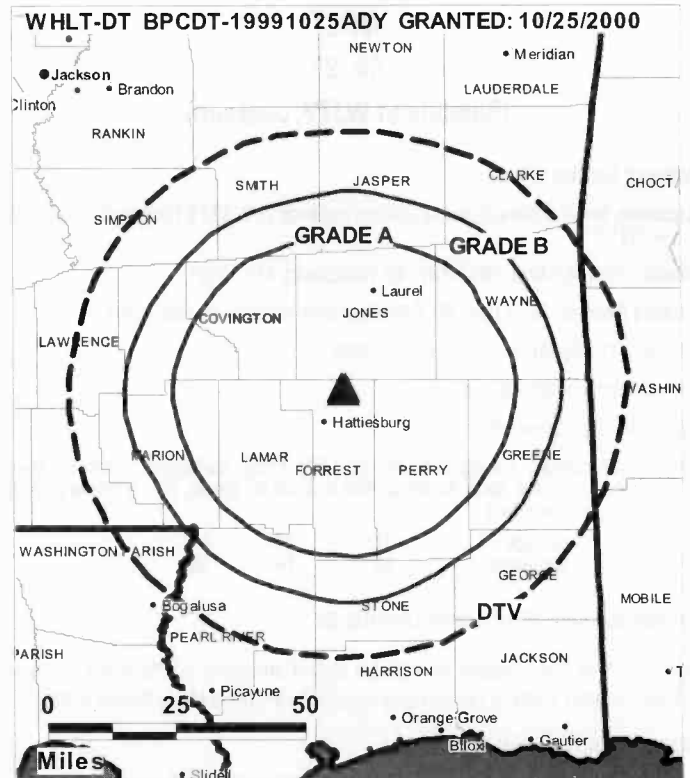 WHLT-DT BPCDT-19991025ADY GRANTED: 10/25/2000
NEWTON
Meridian
Jackson
LAUDERDALE
Clinton
Brandon
RANKIN
CLARKE
SMITH
JASPER
CHOCT
SIMPSON
GRADE A
GRADE B
Laurel
WAYNE
JONES
COVINGTON
LAWRENCE
WASHIN
Hattiesburg
MARION
LAMAR
GREENE
FORREST
PERRY
WASHINGTON PARISH
GEORGE
MOBILE
Bogalusa
STONE
DTV
PEARL RIVER
PARISH
JACKSON
HARRISON
T
Picayune
0 25 50
Orange Grove
Biloxi
Gautier
Miles
Slidell